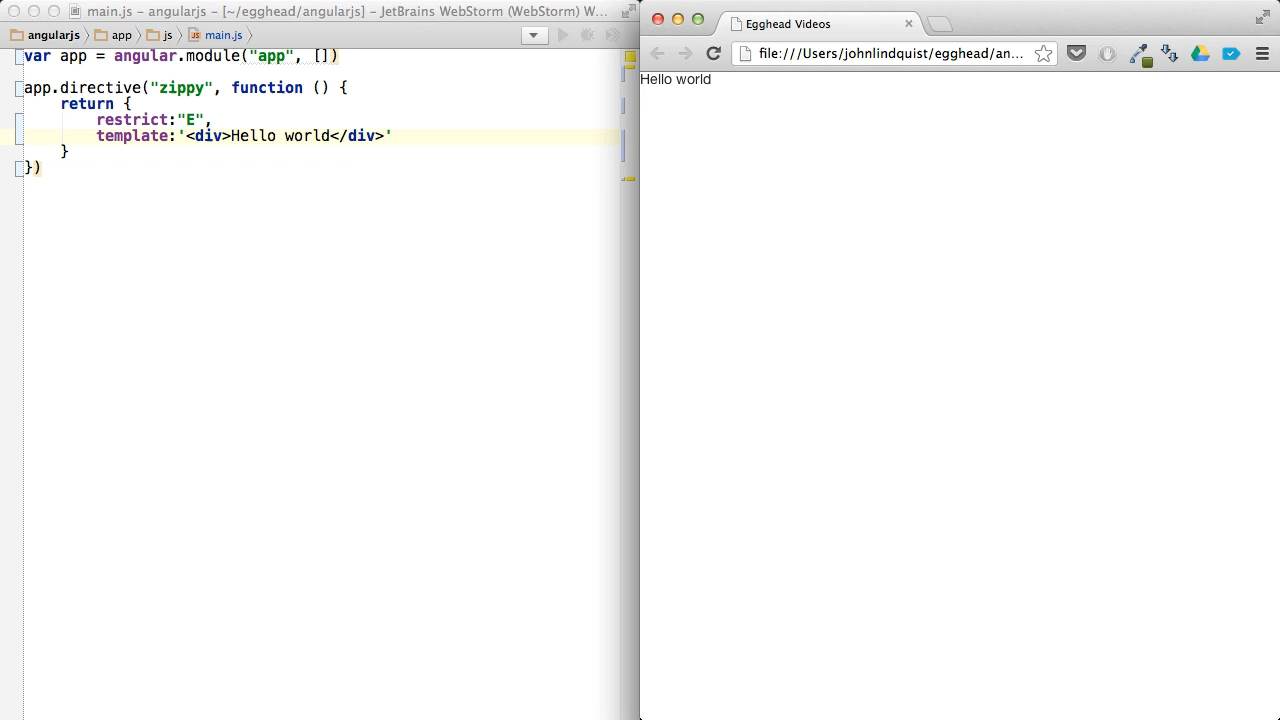 main.js – angularjs – [~/egghead/angularjs] – JetBrains WebStorm (WebStorm) W...
angularjs app js main.js
var app = angular.module("app", [])
app.directive("zippy", function () {
return {
restrict:"E",
template:'<div>Hello world</div>'
}
})
Egghead Videos
file:///Users/johnlindquist/egghead/an...
Hello world